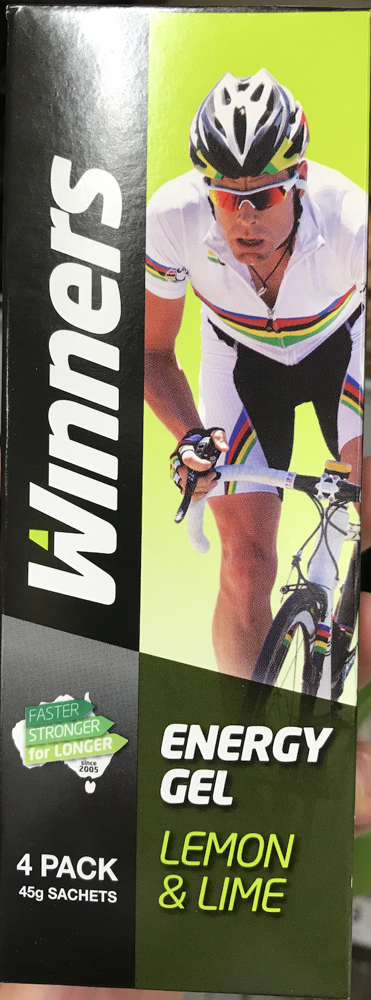 Winners
FASTER
STRONGER
for LONGER
since
2005
4 PACK
45g SACHETS
ENERGY
GEL
LEMON
& LIME